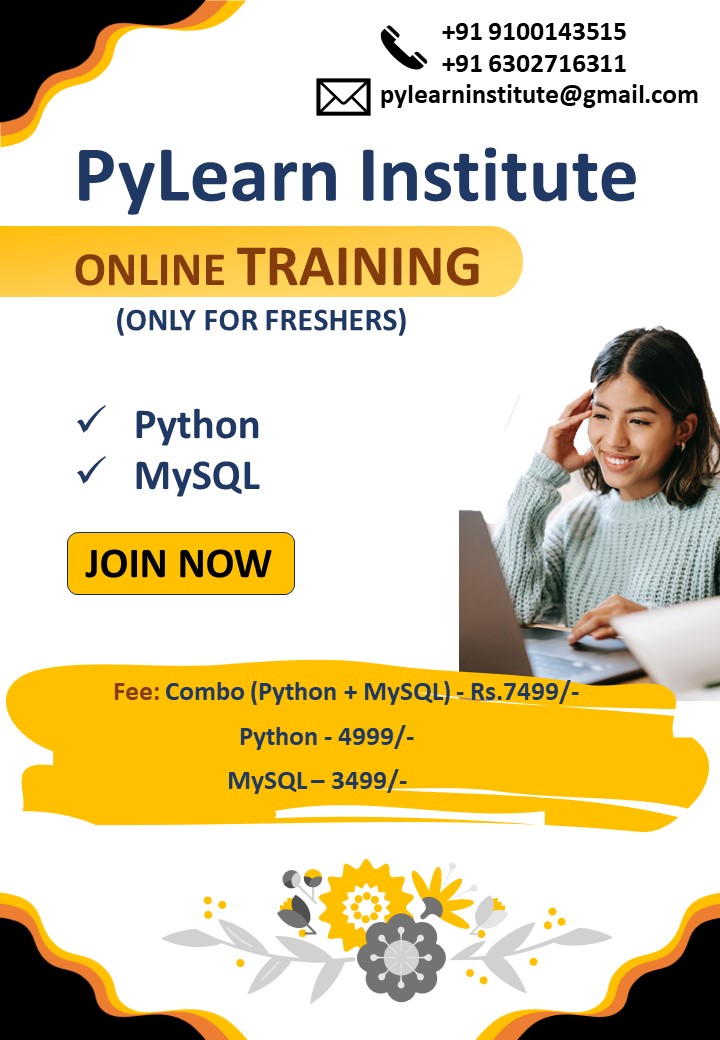 +91 9100143515
+91 6302716311
pylearninstitute@gmail.com
PyLearn Institute
ONLINE TRAINING
(ONLY FOR FRESHERS)
✓ Python
✓ MySQL
JOIN NOW
Fee: Combo (Python + MySQL) - Rs.7499/-
Python - 4999/-
MySQL – 3499/-